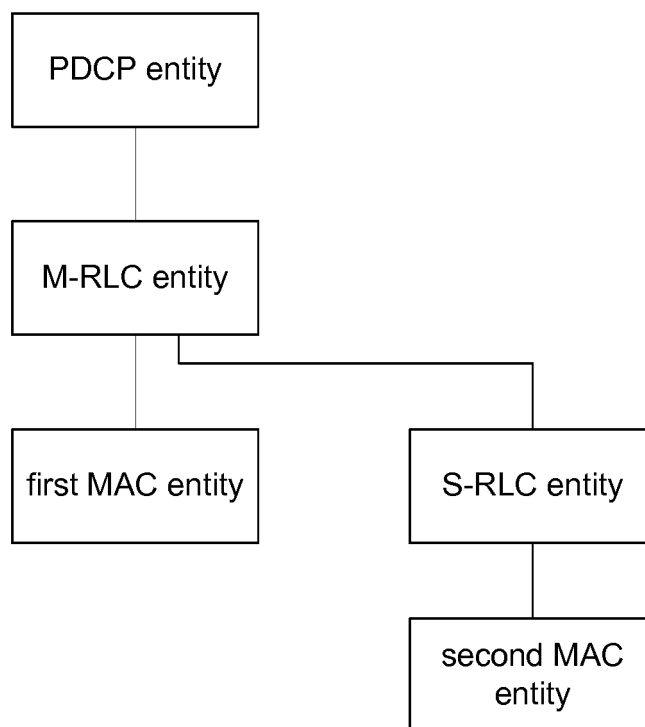 PDCP entity
M-RLC entity
first MAC entity
S-RLC entity
second MAC
entity